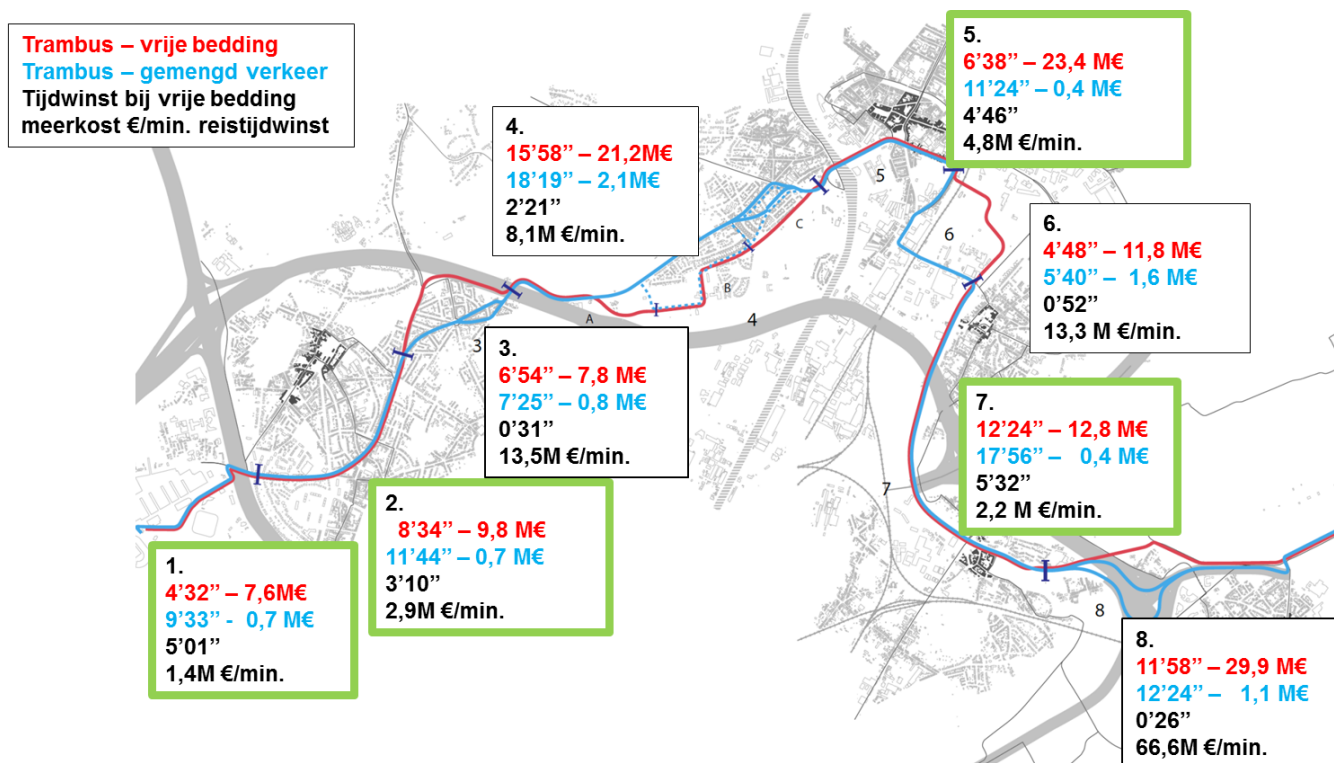 Trambus – vrije bedding
Trambus – gemengd verkeer
Tijdwinst bij vrije bedding
meerkost €/min. reistijdwinst
5.
6’38’’ – 23,4 M€
11’24’’ – 0,4 M€
4’46’’
4,8M €/min.
4.
15’58’’ – 21,2M€
18’19’’ – 2,1M€
2’21’’
8,1M €/min.
5
C
6
6.
4’48’’ – 11,8 M€
5’40’’ – 1,6 M€
0’52’’
13,3 M €/min.
B
A
4
3
3.
6’54’’ – 7,8 M€
7’25’’ – 0,8 M€
0’31’’
13,5M €/min.
7.
12’24’’ – 12,8 M€
17’56’’ – 0,4 M€
5’32’’
2,2 M €/min.
7
2.
8’34’’ – 9,8 M€
11’44’’ – 0,7 M€
3’10’’
2,9M €/min.
1.
4’32’’ – 7,6M€
9’33’’ - 0,7 M€
5’01’’
1,4M €/min.
8
8.
11’58’’ – 29,9 M€
12’24’’ – 1,1 M€
0’26’’
66,6M €/min.